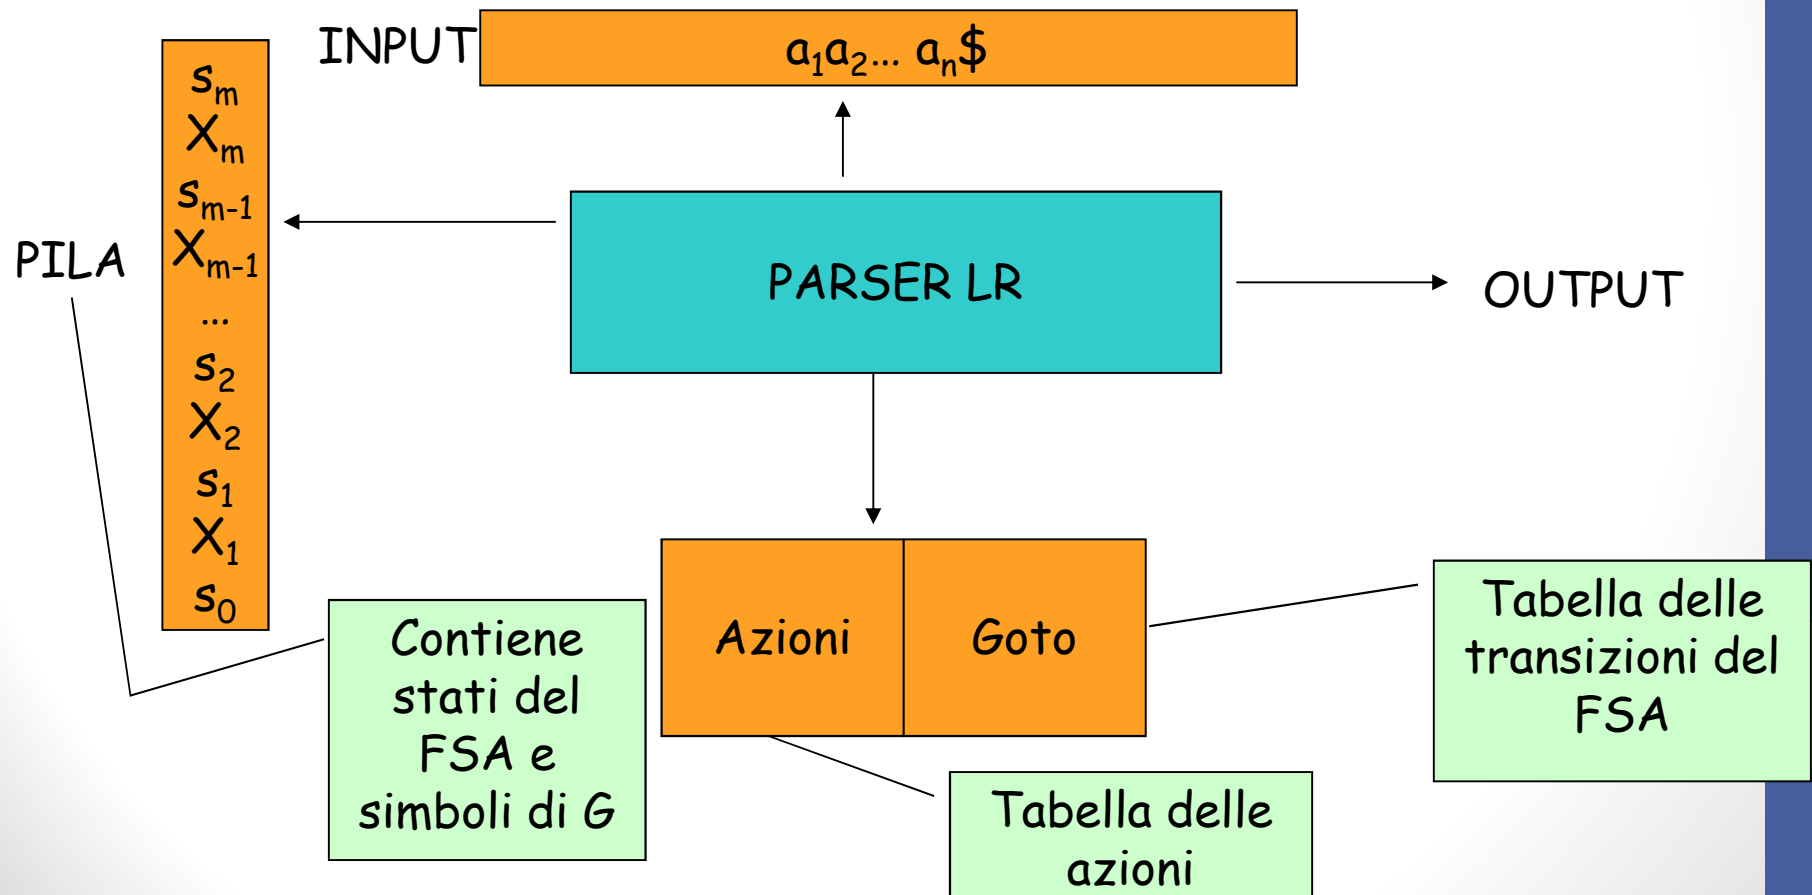 INPUT
a₁a₂... aₙ$
sₘ
Xₘ
sₘ₋₁
Xₘ₋₁
...
s₂
X₂
s₁
X₁
s₀
PILA
PARSER LR
OUTPUT
Azioni
Goto
Contiene
stati del
FSA e
simboli di G
Tabella delle
transizioni del
FSA
Tabella delle
azioni